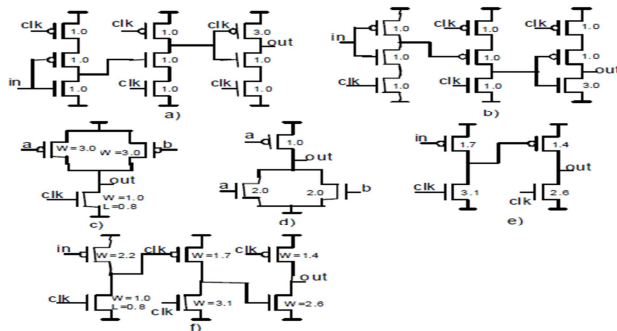 clk 1.0 clk 1.0 clk 3.0
out
1.0 1.0 1.0
in 1.0 clk 1.0 clk 1.0
a)
clk 1.0 clk 1.0
in 1.0 1.0 1.0
out
clk 1.0 clk 1.0 3.0
b)
a W=3.0 W=3.0 b
out
clk W=1.0
L=0.8
c)
a 1.0
out
a 2.0 2.0 b
d)
in 1.7 1.4
out
clk 3.1 clk 2.6
e)
in W=2.2 clk W=1.7 clk W=1.4
out
clk W=1.0
L=0.8 clk W=3.1 W=2.6
f)